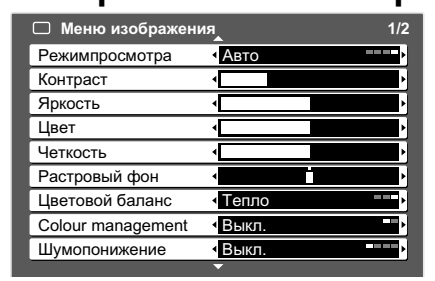 Меню изображения 1/2
Режимпросмотра Авто
Контраст
Яркость
Цвет
Четкость
Растровый фон
Цветовой баланс Тепло
Colour management Выкл.
Шумопонижение Выкл.